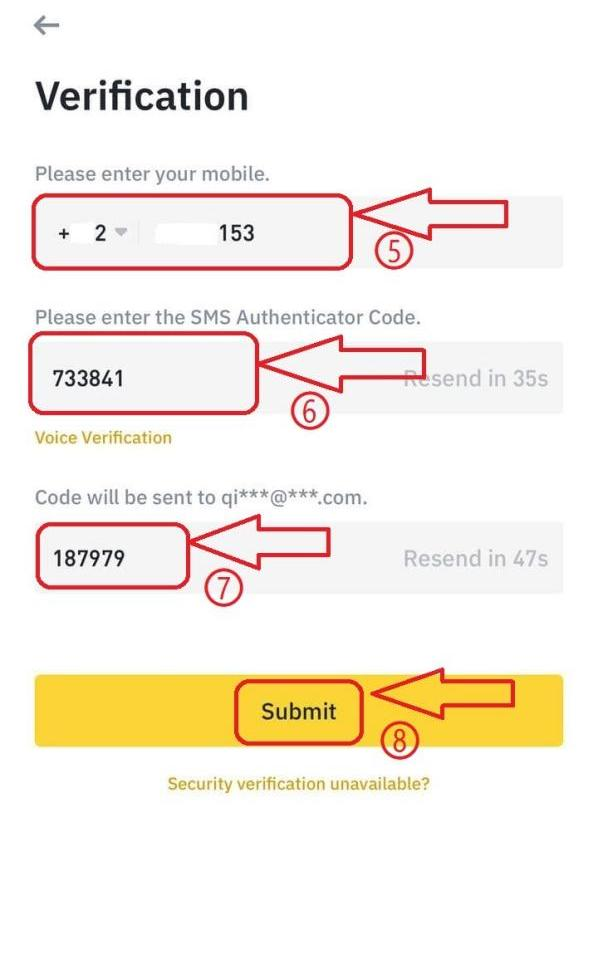 Verification
Please enter your mobile.
+ 2 153
⑤
Please enter the SMS Authenticator Code.
733841 Resend in 35s
⑥
Voice Verification
Code will be sent to qi***@***.com.
187979 Resend in 47s
⑦
Submit
⑧
Security verification unavailable?